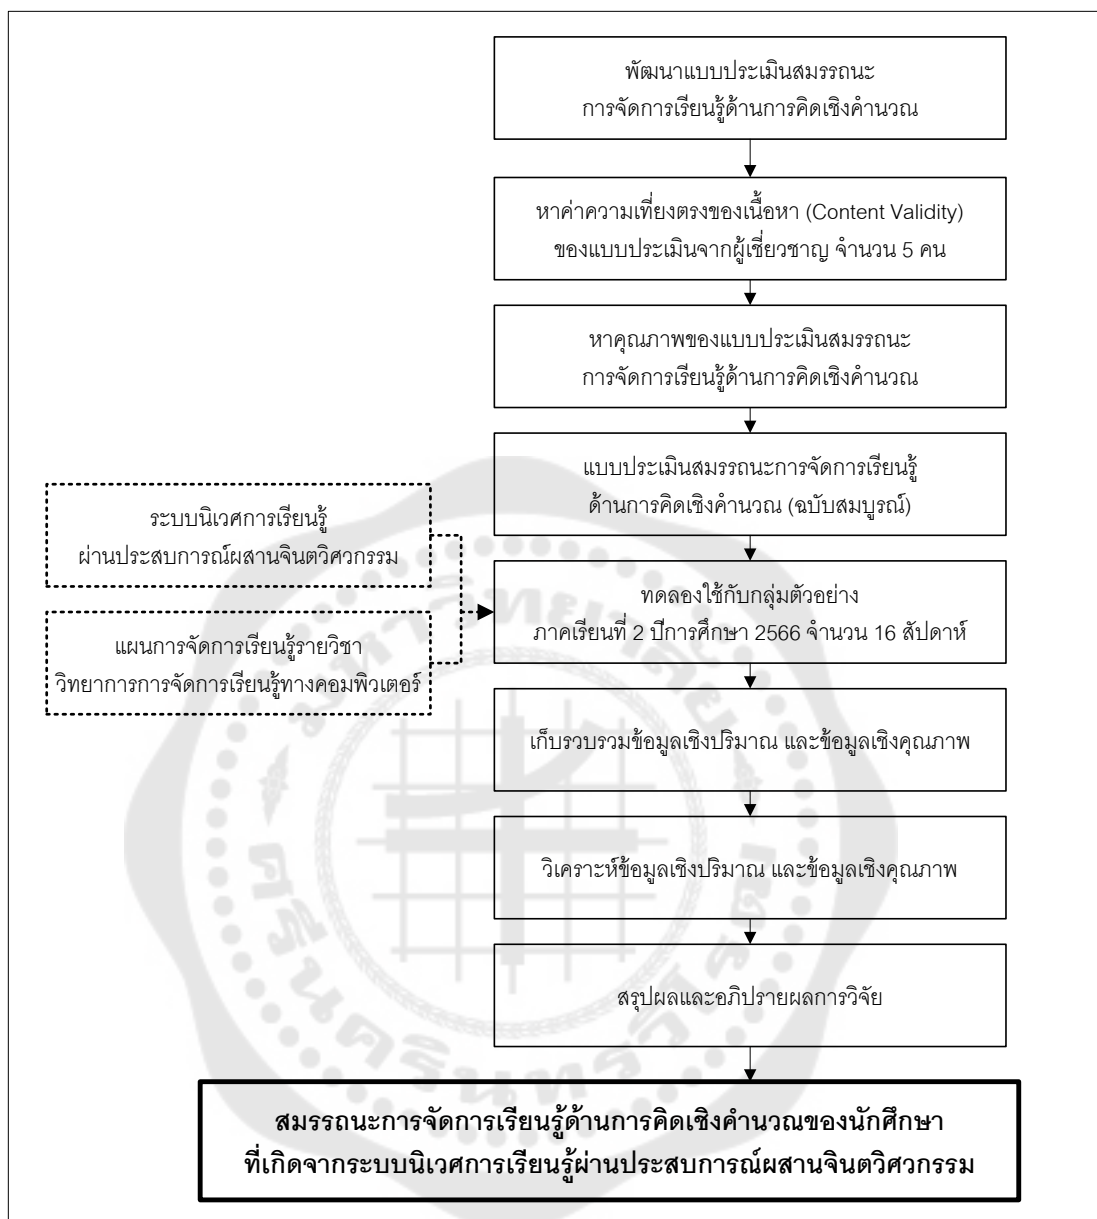 พัฒนาแบบประเมินสมรรถนะ
การจัดการเรียนรู้ด้านการคิดเชิงคำนวณ
หาค่าความเที่ยงตรงของเนื้อหา (Content Validity)
ของแบบประเมินจากผู้เชี่ยวชาญ จำนวน 5 คน
หาคุณภาพของแบบประเมินสมรรถนะ
การจัดการเรียนรู้ด้านการคิดเชิงคำนวณ
แบบประเมินสมรรถนะการจัดการเรียนรู้
ด้านการคิดเชิงคำนวณ (ฉบับสมบูรณ์)
ระบบนิเวศการเรียนรู้
ผ่านประสบการณ์ผสานจินตวิศวกรรม
แผนการจัดการเรียนรู้รายวิชา
วิทยาการการจัดการเรียนรู้ทางคอมพิวเตอร์
ทดลองใช้กับกลุ่มตัวอย่าง
ภาคเรียนที่ 2 ปีการศึกษา 2566 จำนวน 16 สัปดาห์
เก็บรวบรวมข้อมูลเชิงปริมาณ และข้อมูลเชิงคุณภาพ
วิเคราะห์ข้อมูลเชิงปริมาณ และข้อมูลเชิงคุณภาพ
สรุปผลและอภิปรายผลการวิจัย
สมรรถนะการจัดการเรียนรู้ด้านการคิดเชิงคำนวณของนักศึกษา
ที่เกิดจากระบบนิเวศการเรียนรู้ผ่านประสบการณ์ผสานจินตวิศวกรรม
มหาวิทยาลัย
ศรีนครินทรวิโรฒ